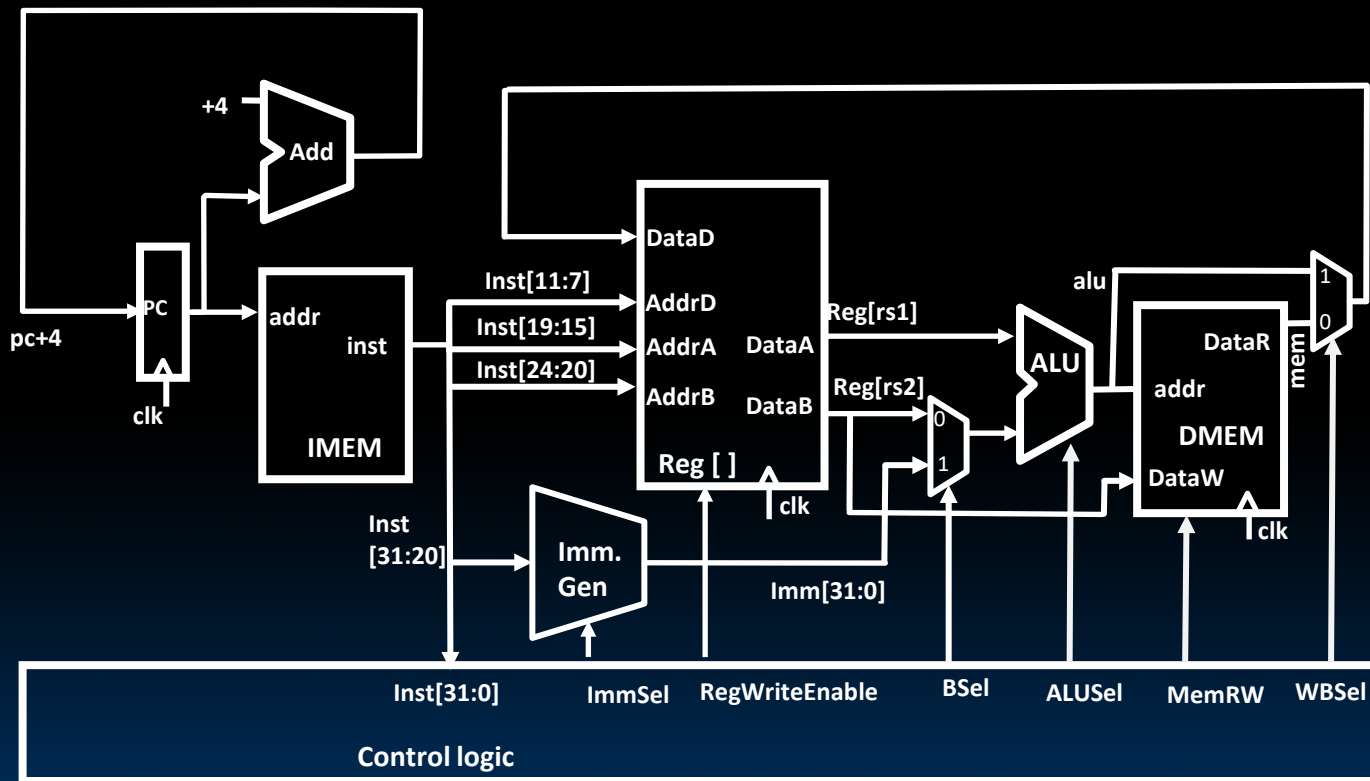 +4
Add
DataD
Inst[11:7]
alu
1
PC
addr
AddrD
Reg[rs1]
0
pc+4
inst
Inst[19:15]
AddrA
DataA
ALU
DataR
mem
Inst[24:20]
AddrB
Reg[rs2]
DataB
0
addr
clk
IMEM
Reg [ ]
1
DMEM
DataW
clk
clk
Inst
[31:20]
Imm.
Gen
Imm[31:0]
Inst[31:0]
ImmSel
RegWriteEnable
BSel
ALUSel
MemRW
WBSel
Control logic